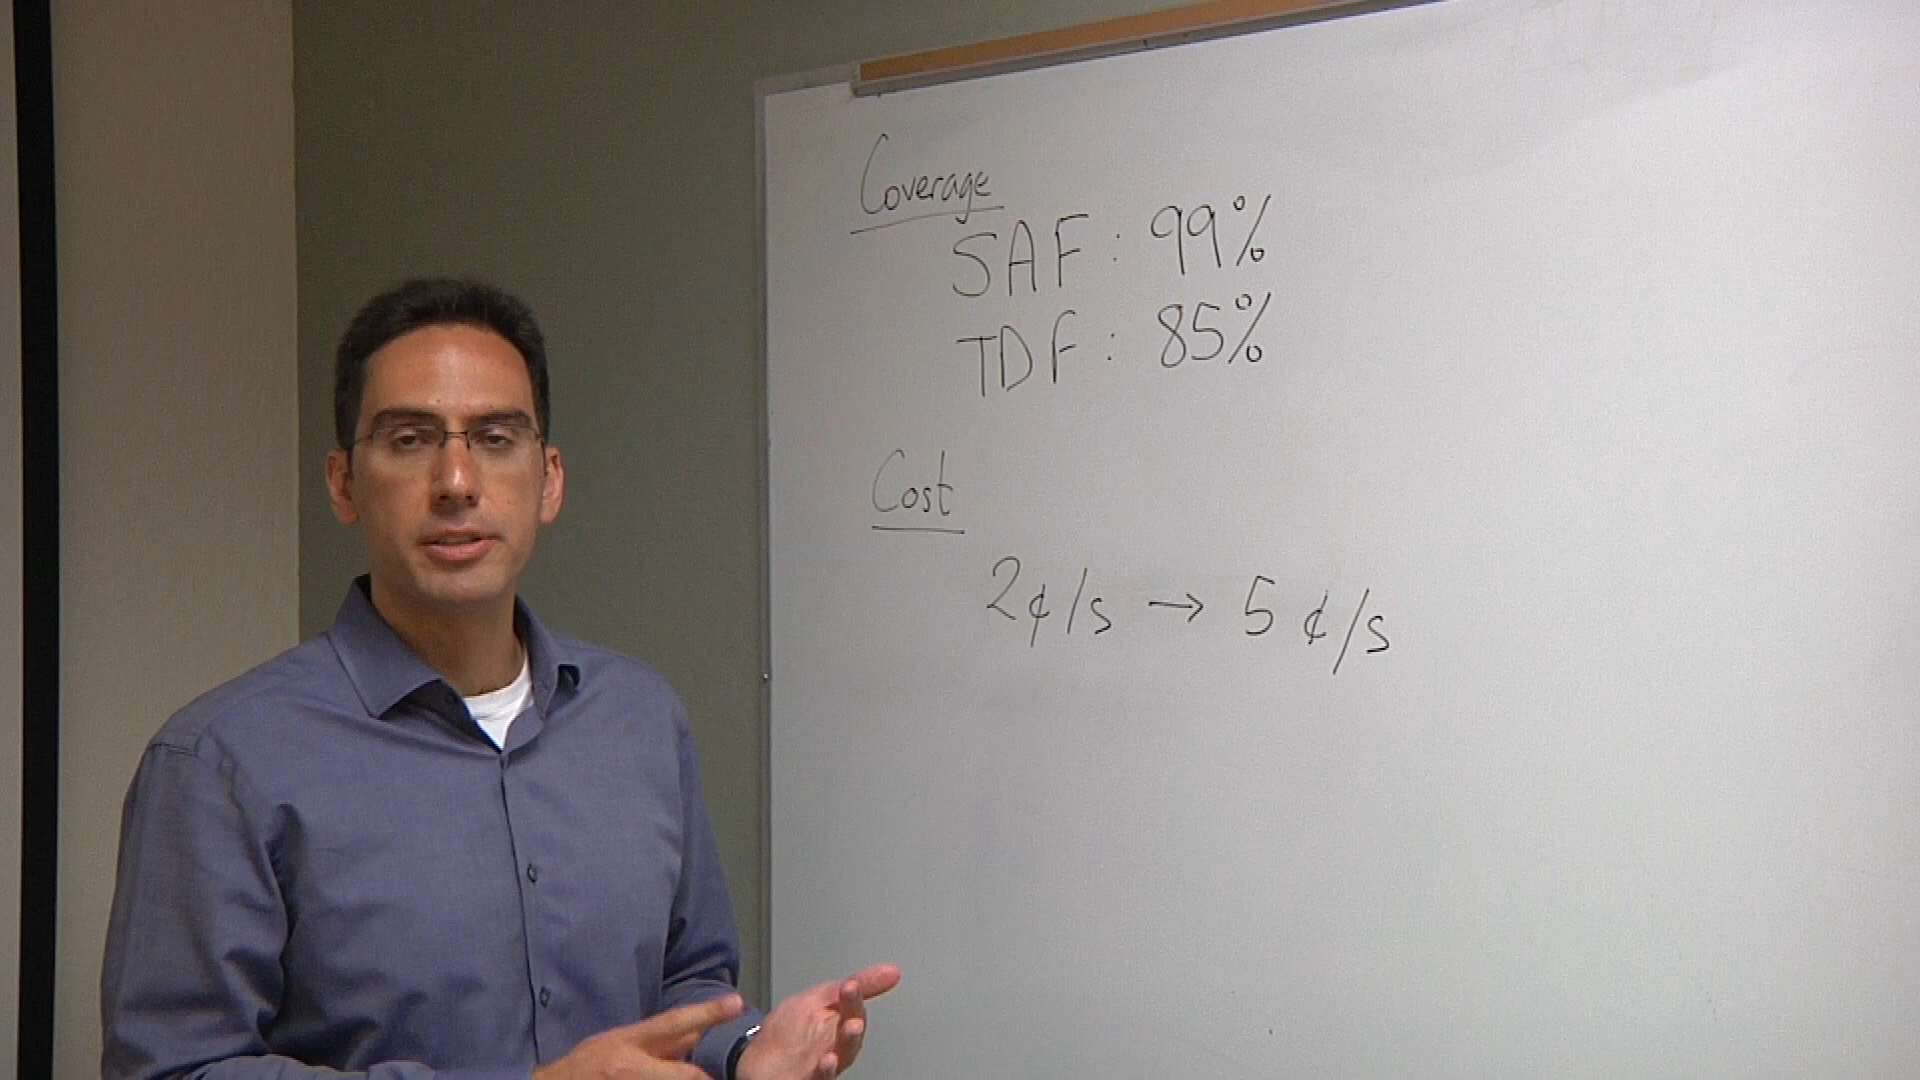 Coverage
SAF: 99%
TDF: 85%
Cost
2¢/s → 5¢/s